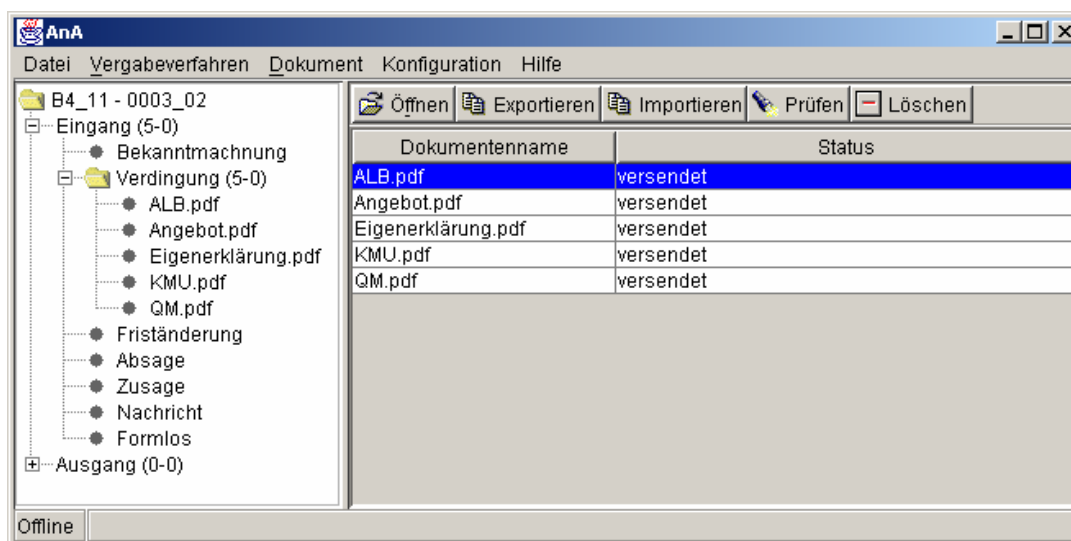 AnA
Datei Vergabeverfahren Dokument Konfiguration Hilfe
B4_11 - 0003_02
Eingang (5-0)
Bekanntmachnung
Verdingung (5-0)
ALB.pdf
Angebot.pdf
Eigenerklärung.pdf
KMU.pdf
QM.pdf
Friständerung
Absage
Zusage
Nachricht
Formlos
Ausgang (0-0)
Öffnen Exportieren Importieren Prüfen Löschen
Dokumentenname Status
ALB.pdf versendet
Angebot.pdf versendet
Eigenerklärung.pdf versendet
KMU.pdf versendet
QM.pdf versendet
Offline